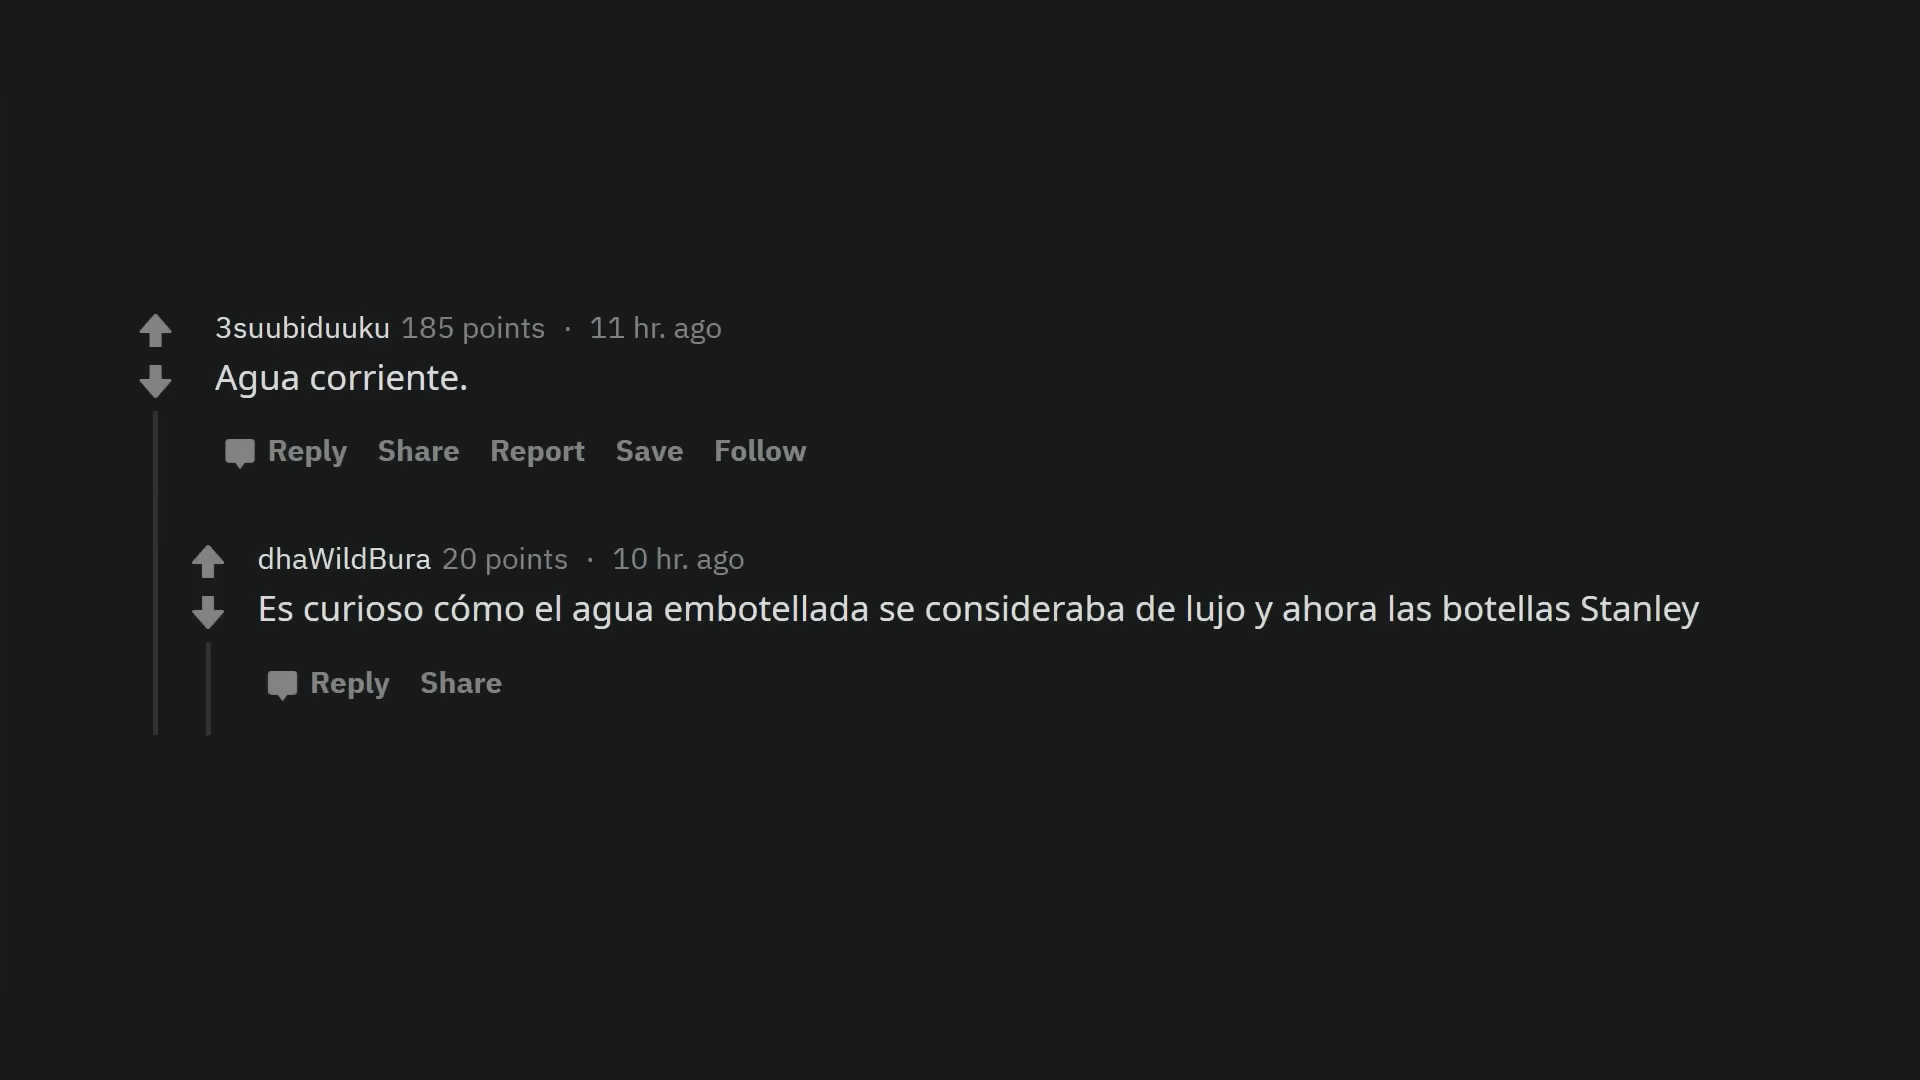 3suubiduuku 185 points · 11 hr. ago
Agua corriente.
Reply Share Report Save Follow
dhaWildBura 20 points · 10 hr. ago
Es curioso cómo el agua embotellada se consideraba de lujo y ahora las botellas Stanley
Reply Share